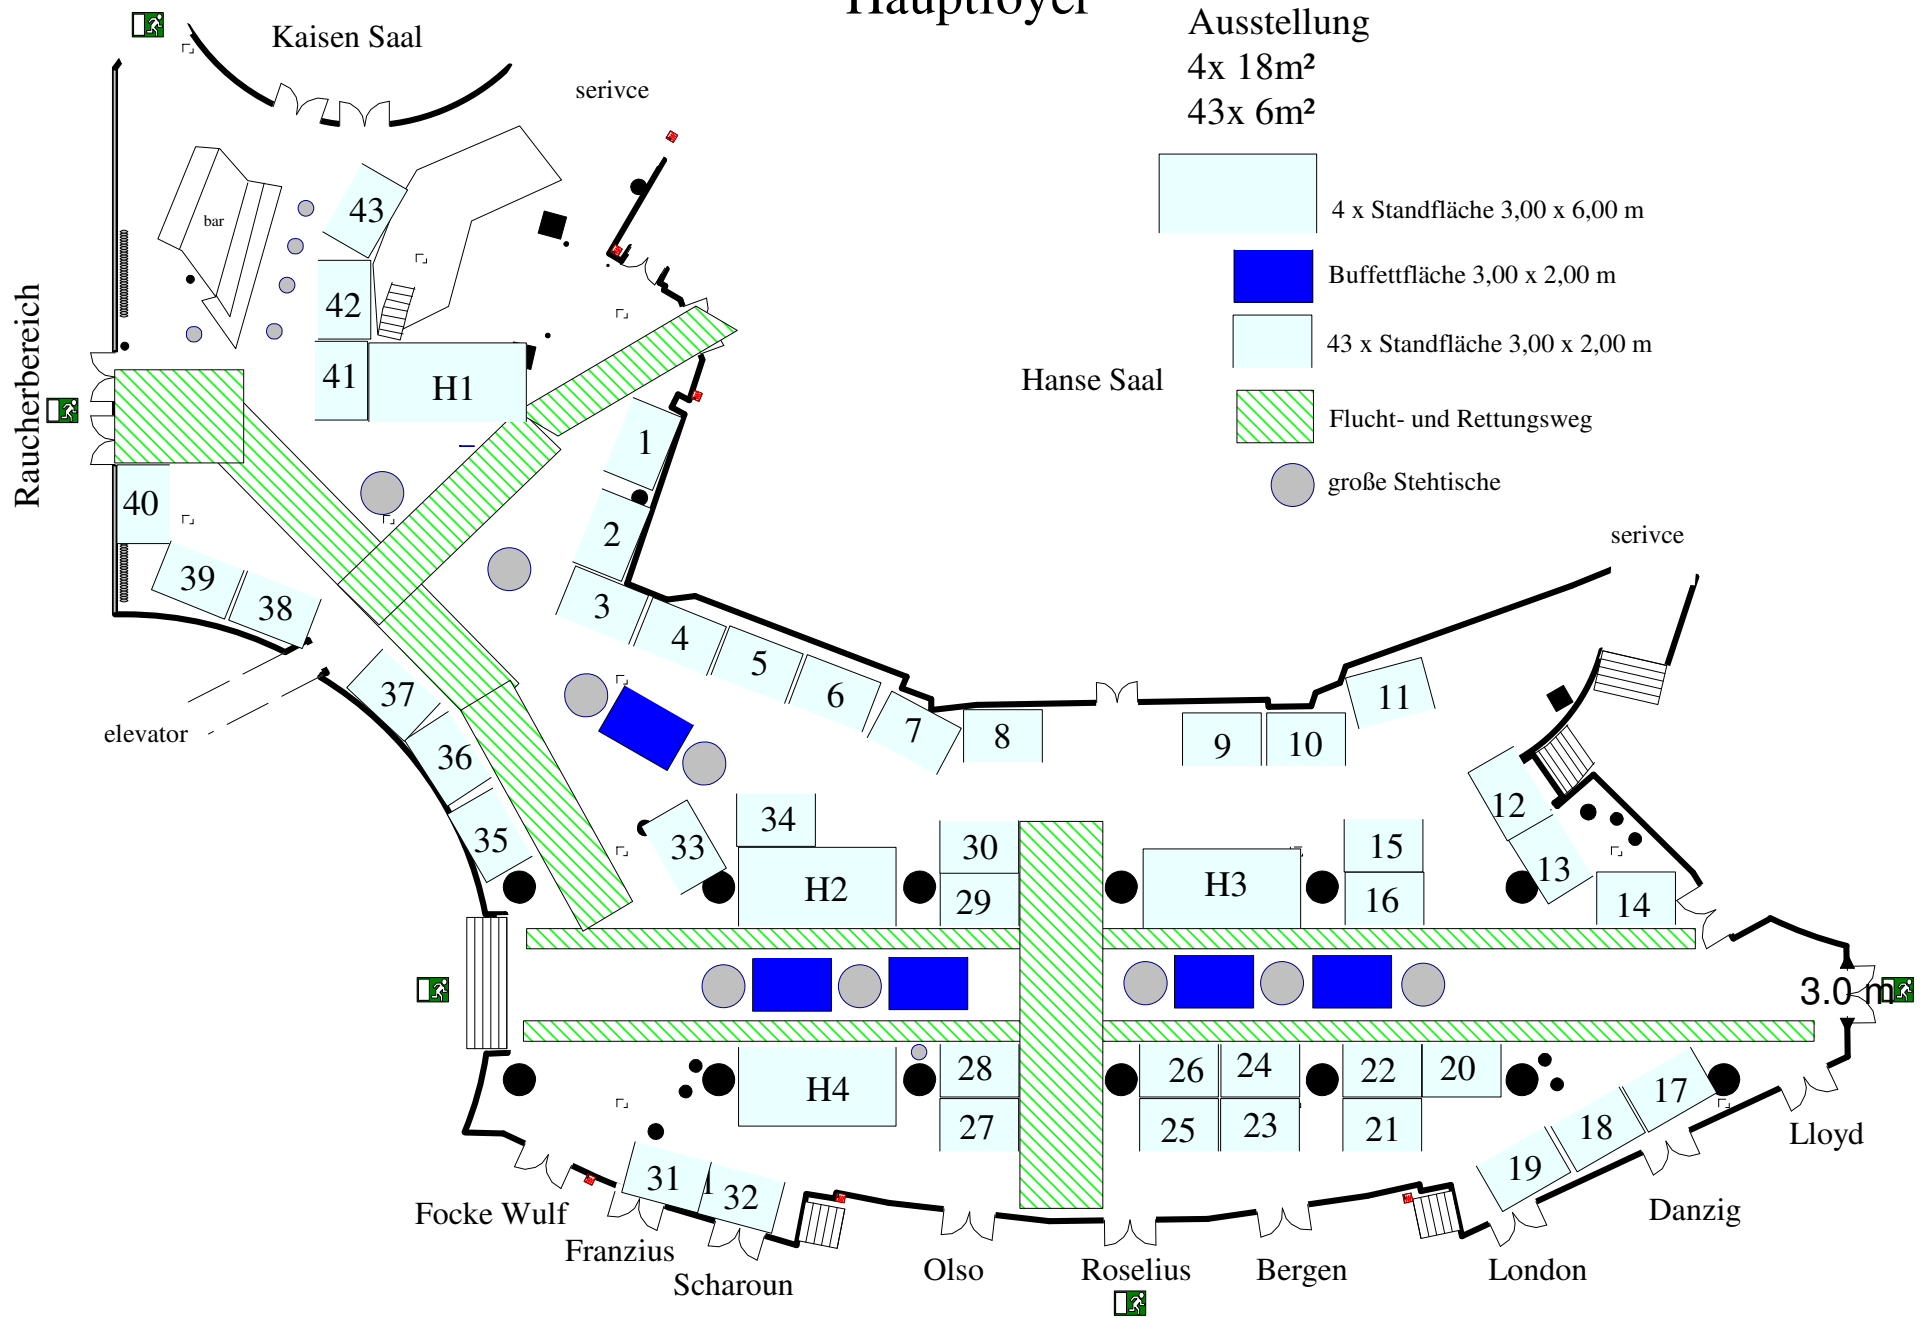 Hauptfoyer
Ausstellung
4x 18m²
43x 6m²
Kaisen Saal
serivce
4 x Standfläche 3,00 x 6,00 m
Buffettfläche 3,00 x 2,00 m
43 x Standfläche 3,00 x 2,00 m
Flucht- und Rettungsweg
große Stehtische
Hanse Saal
serivce
bar
Raucherbereich
elevator
43
42
41
H1
1
2
3
4
5
6
7
8
9
10
11
12
13
14
15
16
40
39
38
37
36
35
33
34
H2
30
29
H3
3.0 m
H4
28
27
26
24
25
23
22
20
21
17
18
19
31
32
Focke Wulf
Franzius
Scharoun
Olso
Roselius
Bergen
London
Danzig
Lloyd